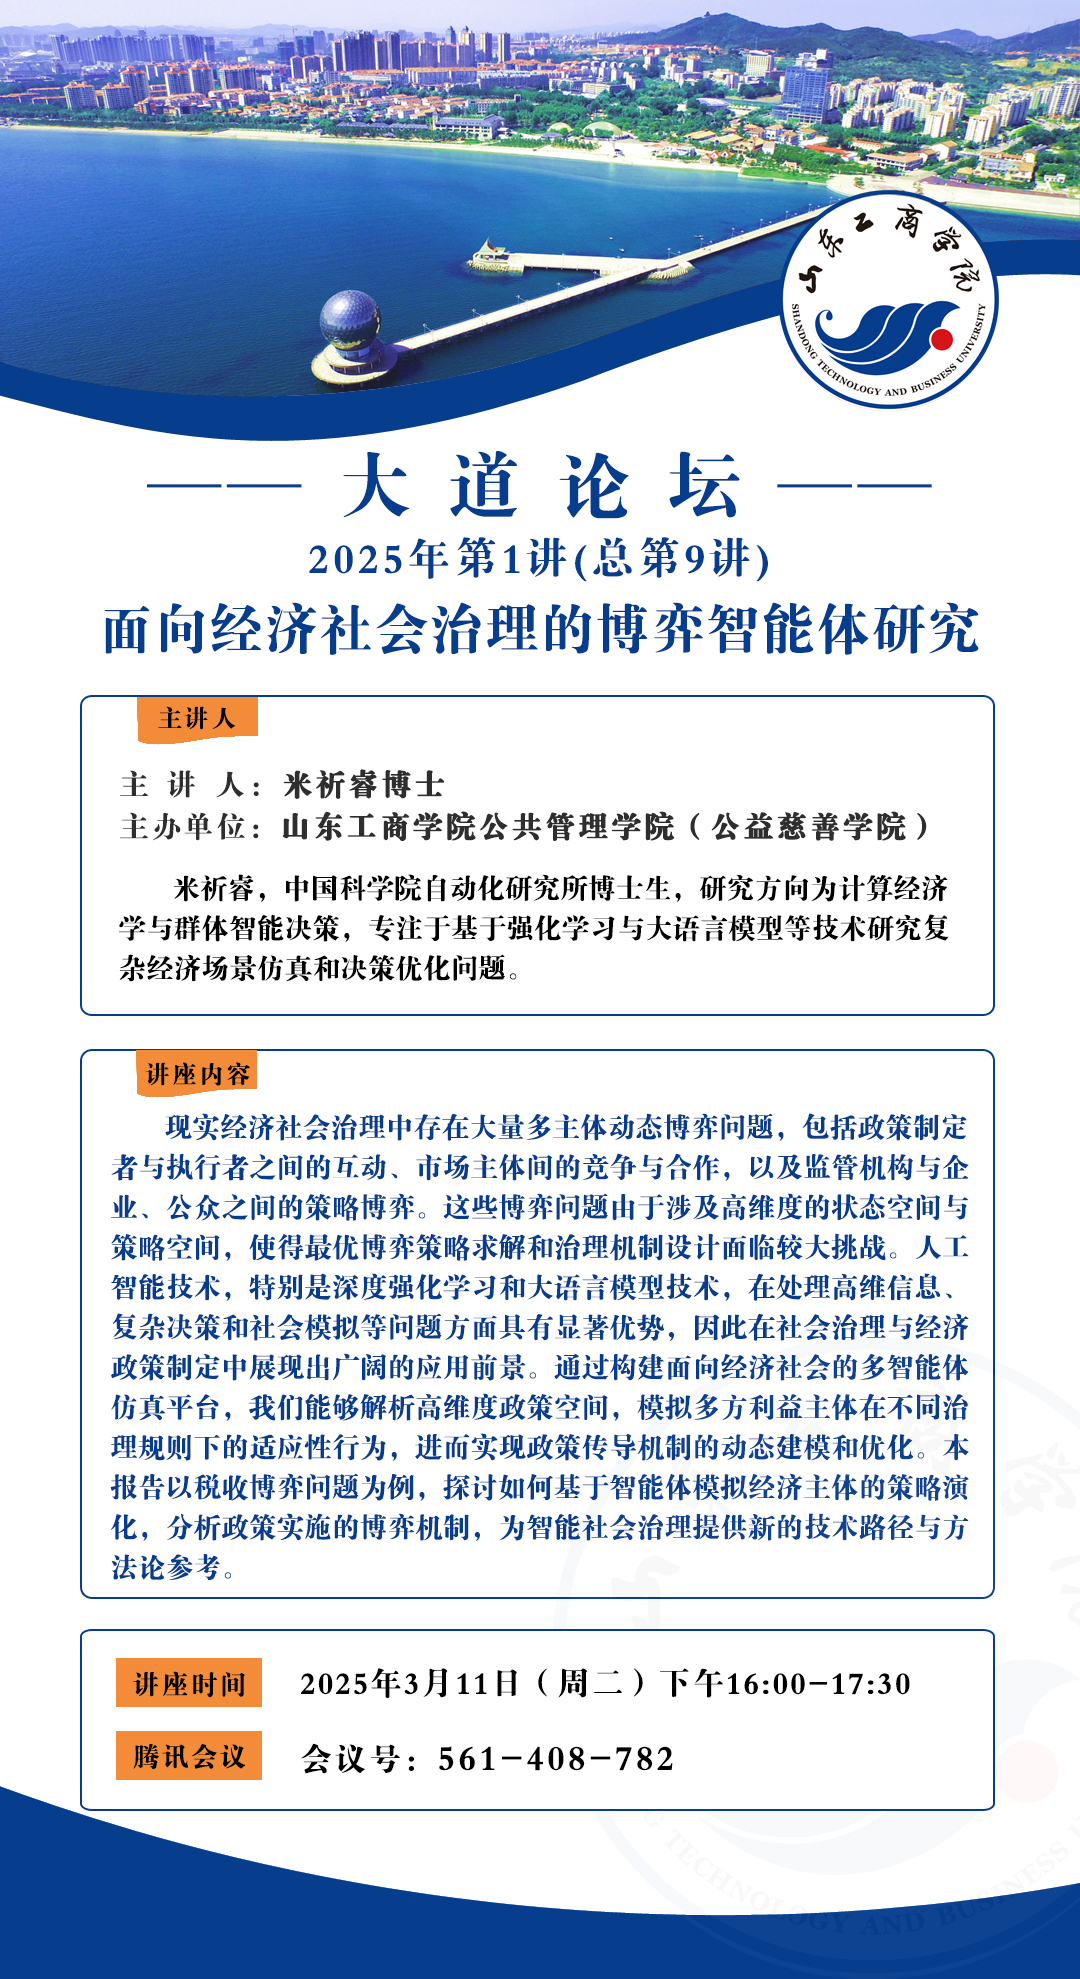 山东工商学院
SHANDONG TECHNOLOGY AND BUSINESS UNIVERSITY
大道论坛
2025年第1讲(总第9讲)
面向经济社会治理的博弈智能体研究
主讲人
主讲人：米祈睿博士
主办单位：山东工商学院公共管理学院（公益慈善学院）
米祈睿，中国科学院自动化研究所博士生，研究方向为计算经济
学与群体智能决策，专注于基于强化学习与大语言模型等技术研究复
杂经济场景仿真和决策优化问题。
讲座内容
现实经济社会治理中存在大量多主体动态博弈问题，包括政策制定
者与执行者之间的互动、市场主体间的竞争与合作，以及监管机构与企
业、公众之间的策略博弈。这些博弈问题由于涉及高维度的状态空间与
策略空间，使得最优博弈策略求解和治理机制设计面临较大挑战。人工
智能技术，特别是深度强化学习和大语言模型技术，在处理高维信息、
复杂决策和社会模拟等问题方面具有显著优势，因此在社会治理与经济
政策制定中展现出广阔的应用前景。通过构建面向经济社会的多智能体
仿真平台，我们能够解析高维度政策空间，模拟多方利益主体在不同治
理规则下的适应性行为，进而实现政策传导机制的动态建模和优化。本
报告以税收博弈问题为例，探讨如何基于智能体模拟经济主体的策略演
化，分析政策实施的博弈机制，为智能社会治理提供新的技术路径与方
法论参考。
讲座时间
2025年3月11日（周二）下午16:00-17:30
腾讯会议
会议号：561-408-782